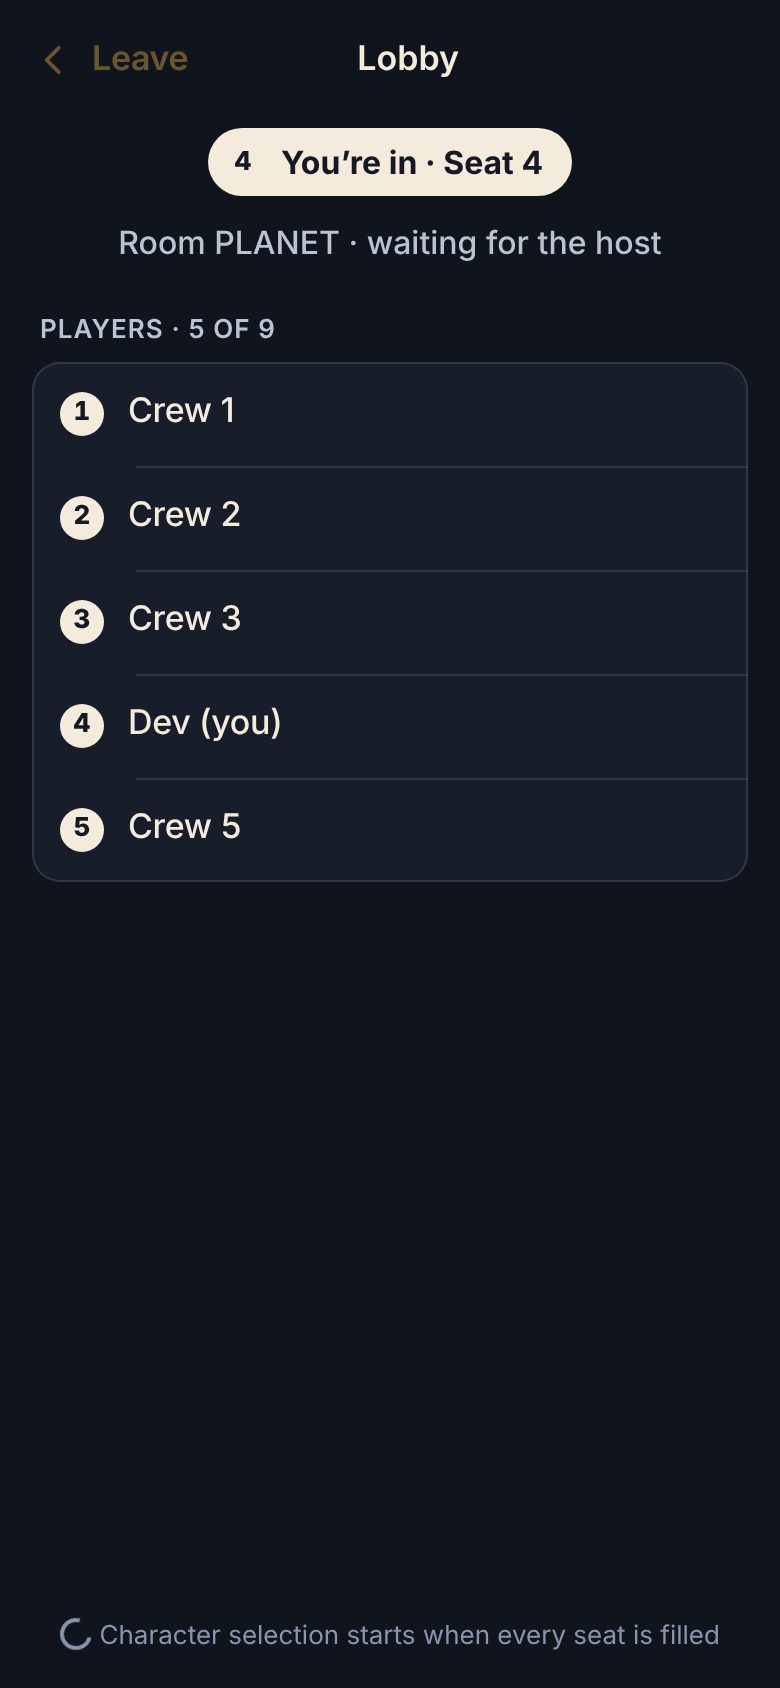 Leave
Lobby
4 You’re in · Seat 4
Room PLANET · waiting for the host
PLAYERS · 5 OF 9
1 Crew 1
2 Crew 2
3 Crew 3
4 Dev (you)
5 Crew 5
Character selection starts when every seat is filled